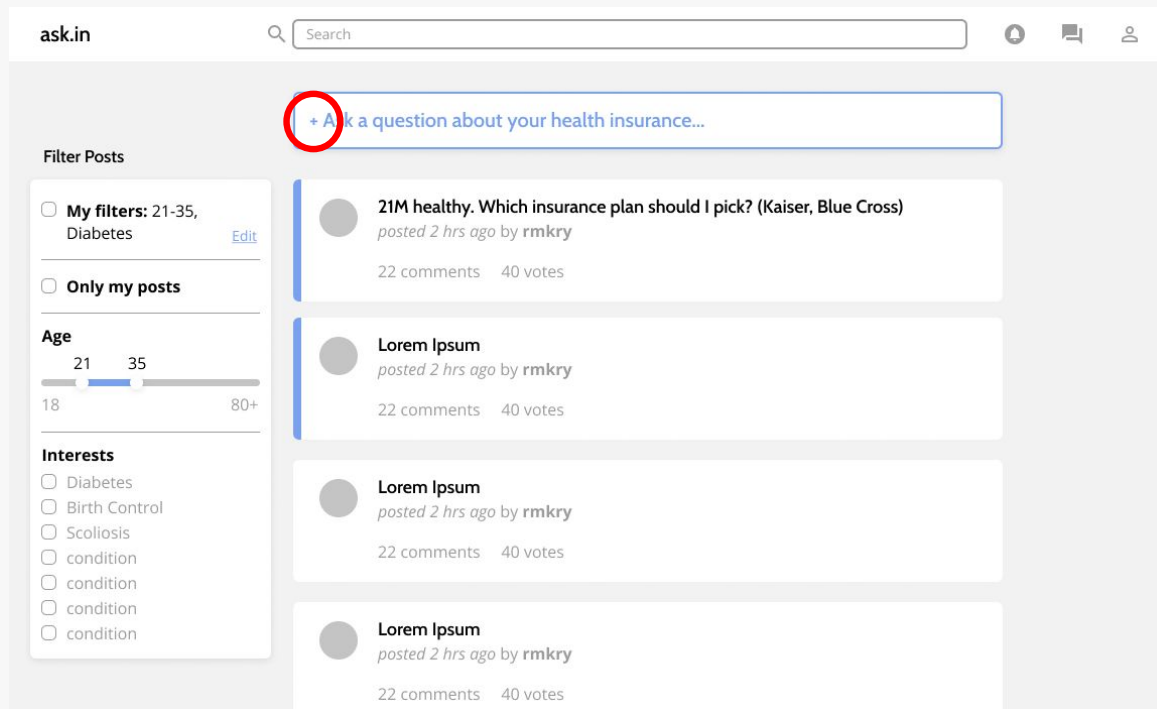 ask.in
Search
+ Ask a question about your health insurance...
Filter Posts
My filters: 21-35,
Diabetes
Edit
Only my posts
Age
21 35
18 80+
Interests
Diabetes
Birth Control
Scoliosis
condition
condition
condition
condition
21M healthy. Which insurance plan should I pick? (Kaiser, Blue Cross)
posted 2 hrs ago by rmkry
22 comments 40 votes
Lorem Ipsum
posted 2 hrs ago by rmkry
22 comments 40 votes
Lorem Ipsum
posted 2 hrs ago by rmkry
22 comments 40 votes
Lorem Ipsum
posted 2 hrs ago by rmkry
22 comments 40 votes